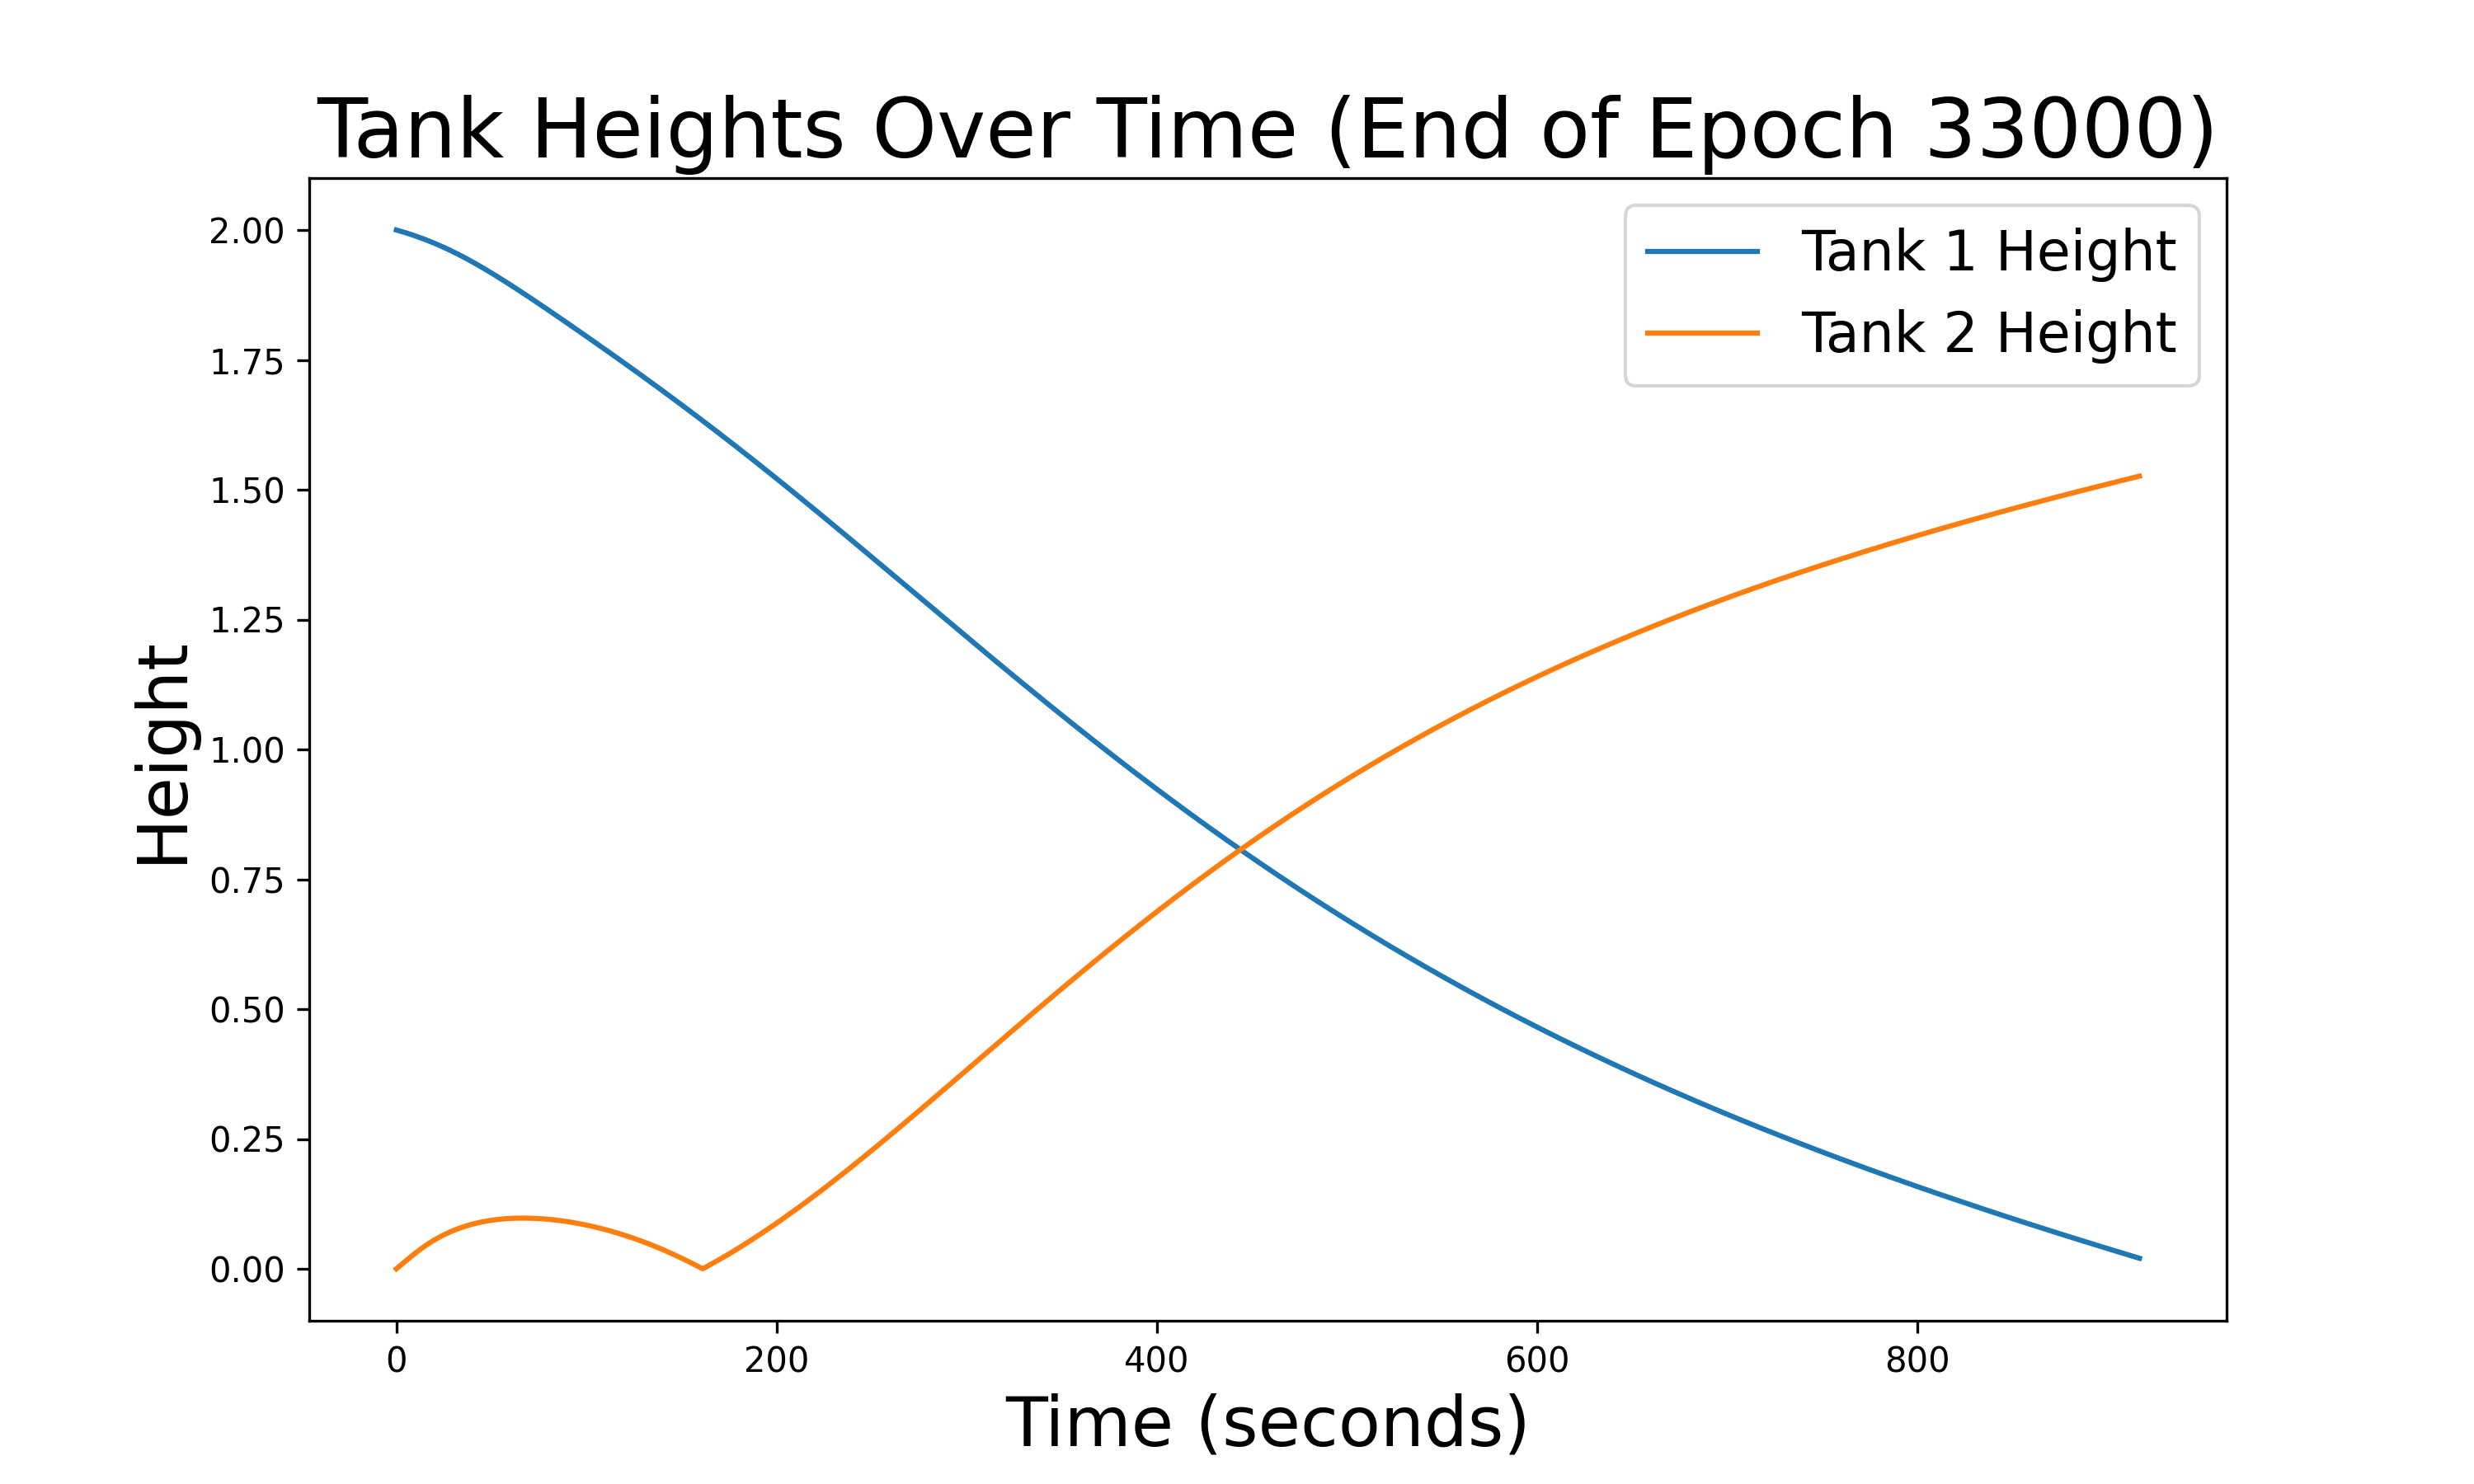 Tank Heights Over Time (End of Epoch 33000)
Tank 1 Height
Tank 2 Height
2.00
1.75
1.50
1.25
1.00
0.75
0.50
0.25
0.00
Height
0 200 400 600 800
Time (seconds)